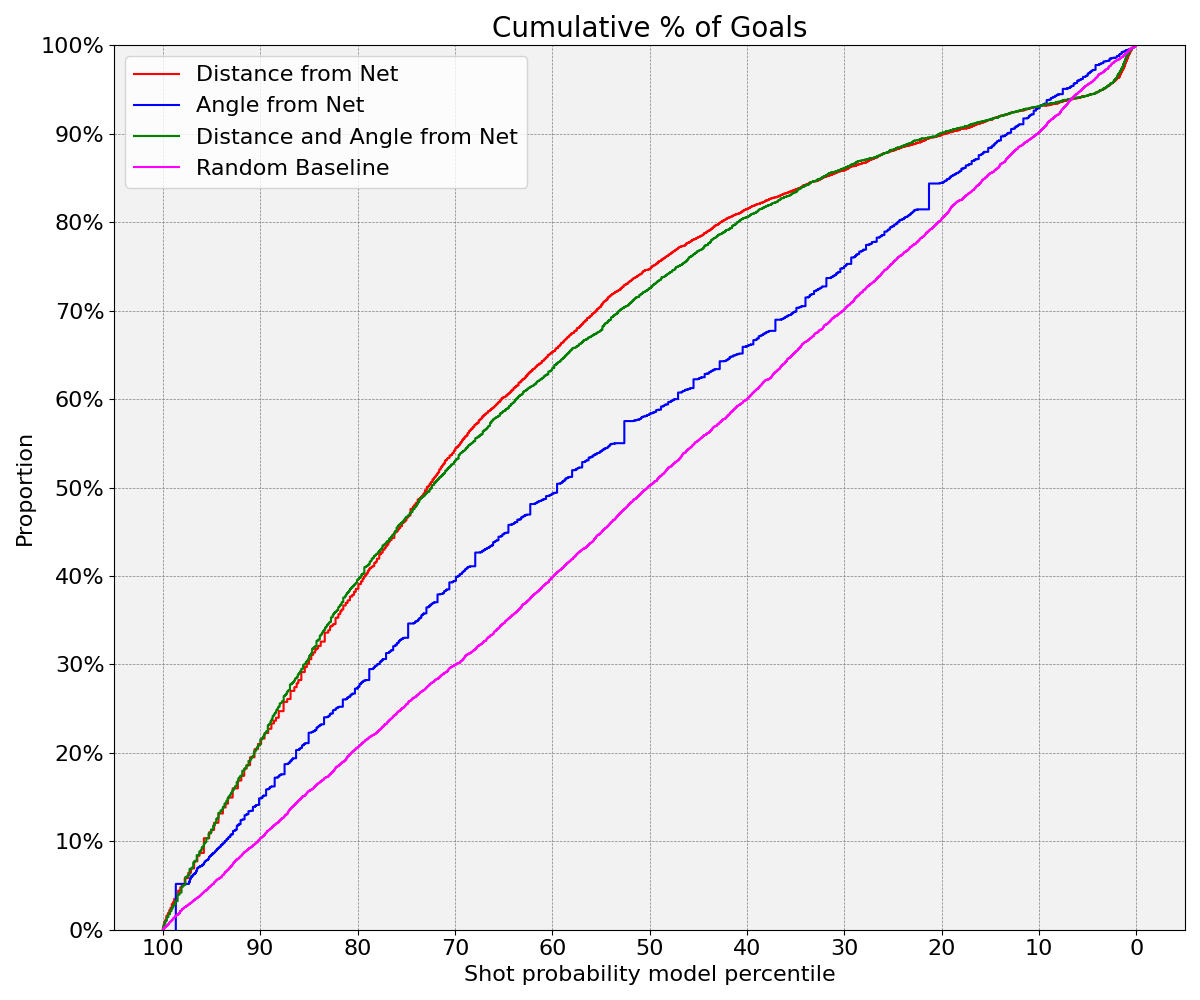 Cumulative % of Goals
100%
90%
80%
70%
60%
50%
40%
30%
20%
10%
0%
Proportion
Distance from Net
Angle from Net
Distance and Angle from Net
Random Baseline
100 90 80 70 60 50 40 30 20 10 0
Shot probability model percentile